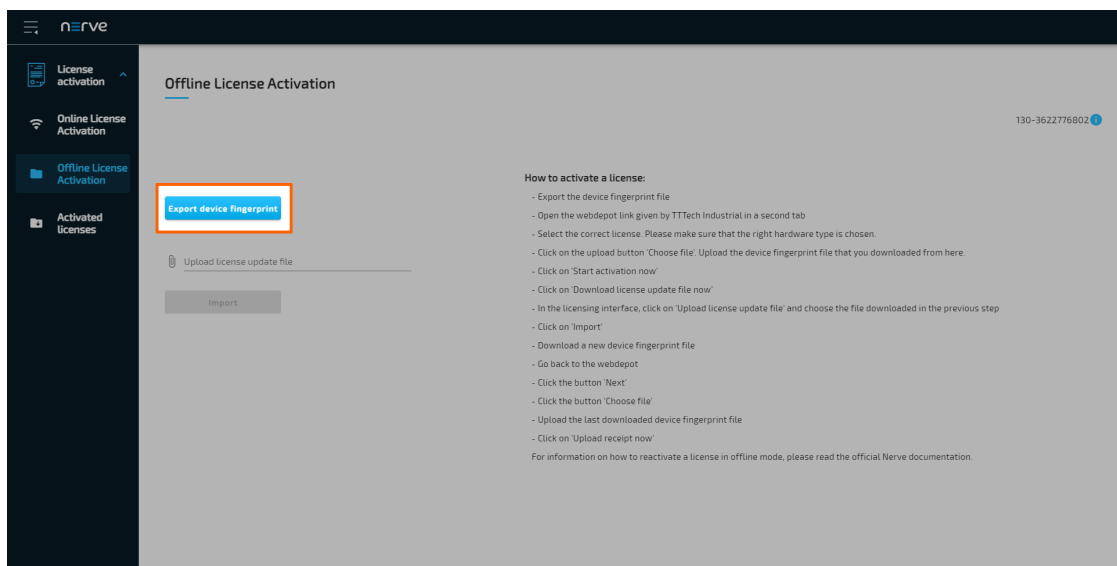 nerve
License
activation
Online License
Activation
Offline License
Activation
Activated
licenses
Offline License Activation
130-3622776802
Export device fingerprint
Upload license update file
Import
How to activate a license:
- Export the device fingerprint file
- Open the webdepot link given by TTTech Industrial in a second tab
- Select the correct license. Please make sure that the right hardware type is chosen.
- Click on the upload button 'Choose file'. Upload the device fingerprint file that you downloaded from here.
- Click on 'Start activation now'
- Click on 'Download license update file now'
- In the licensing interface, click on 'Upload license update file' and choose the file downloaded in the previous step
- Click on 'Import'
- Download a new device fingerprint file
- Go back to the webdepot
- Click the button 'Next'
- Click the button 'Choose file'
- Upload the last downloaded device fingerprint file
- Click on 'Upload receipt now'
For information on how to reactivate a license in offline mode, please read the official Nerve documentation.